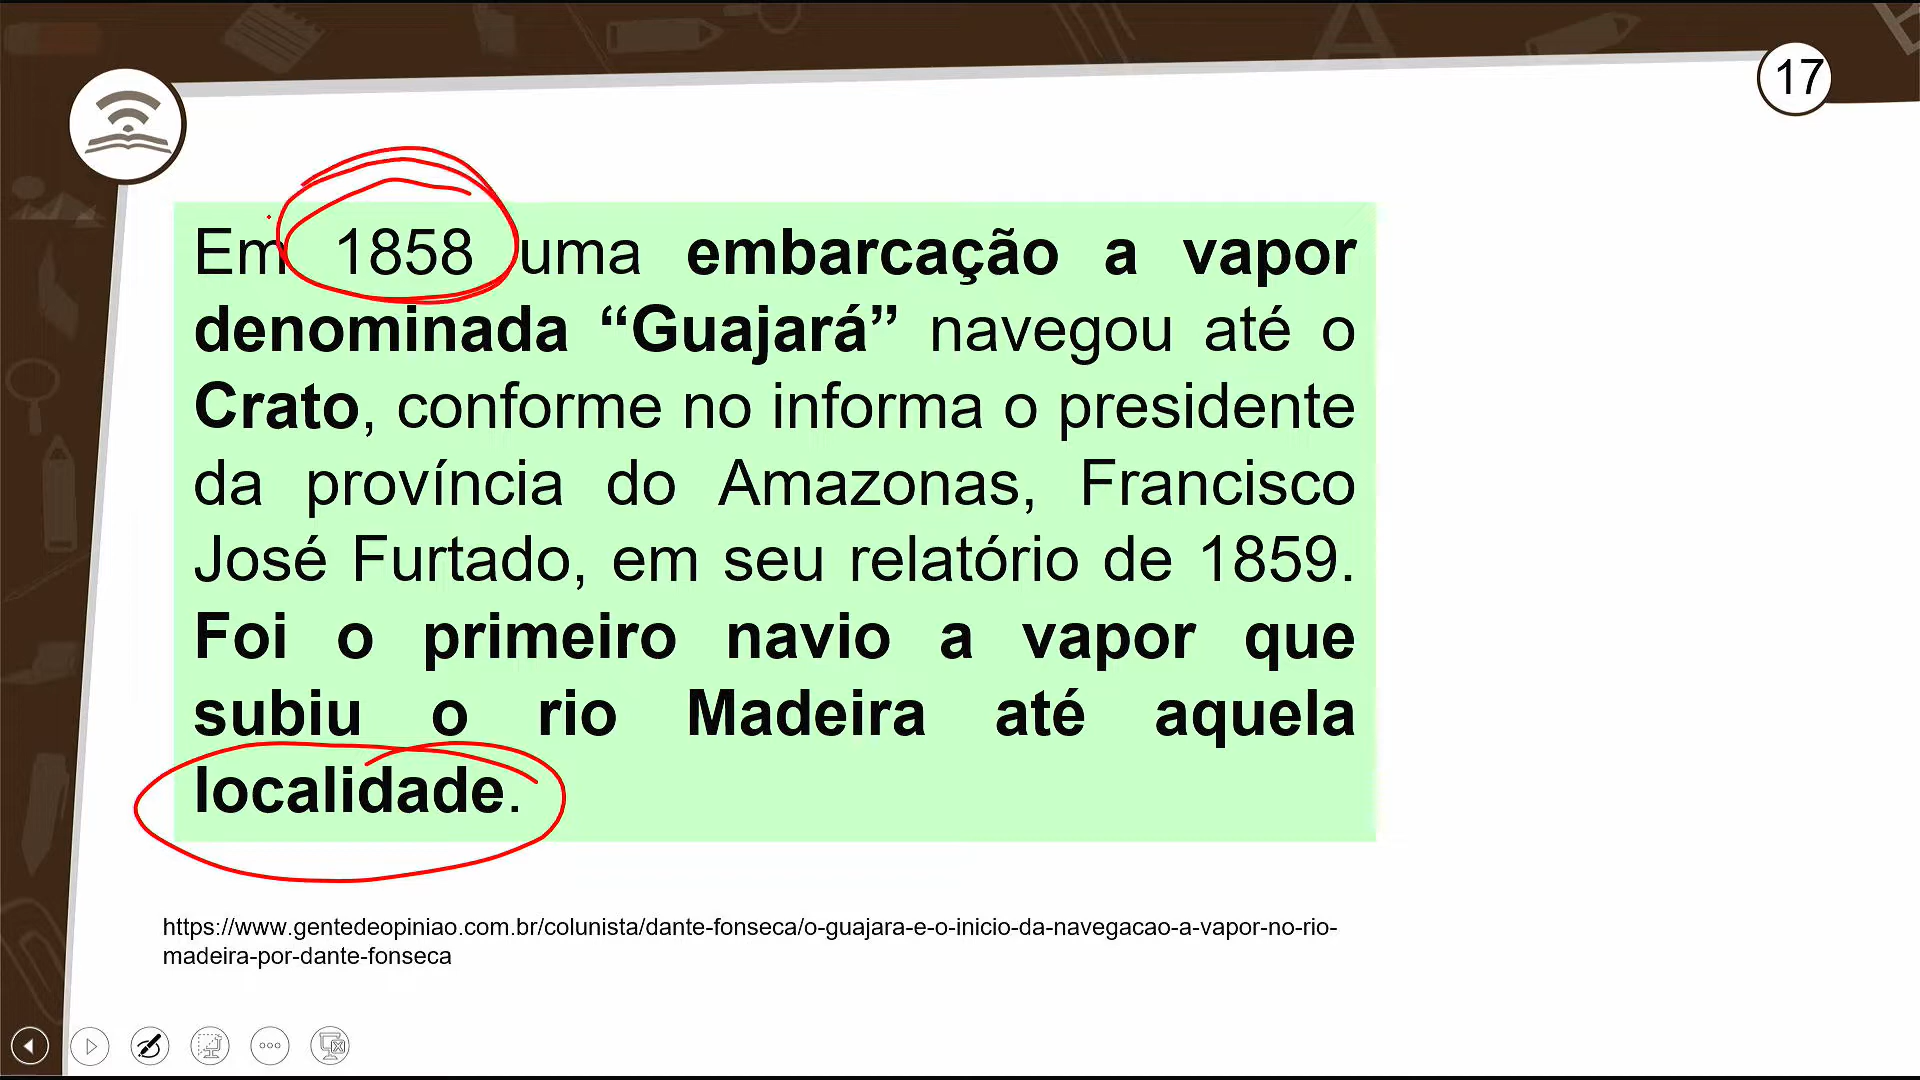 17
Em 1858 uma embarcação a vapor
denominada “Guajará” navegou até o
Crato, conforme no informa o presidente
da província do Amazonas, Francisco
José Furtado, em seu relatório de 1859.
Foi o primeiro navio a vapor que
subiu o rio Madeira até aquela
localidade.
https://www.gentedeopiniao.com.br/colunista/dante-fonseca/o-guajara-e-o-inicio-da-navegacao-a-vapor-no-rio-
madeira-por-dante-fonseca